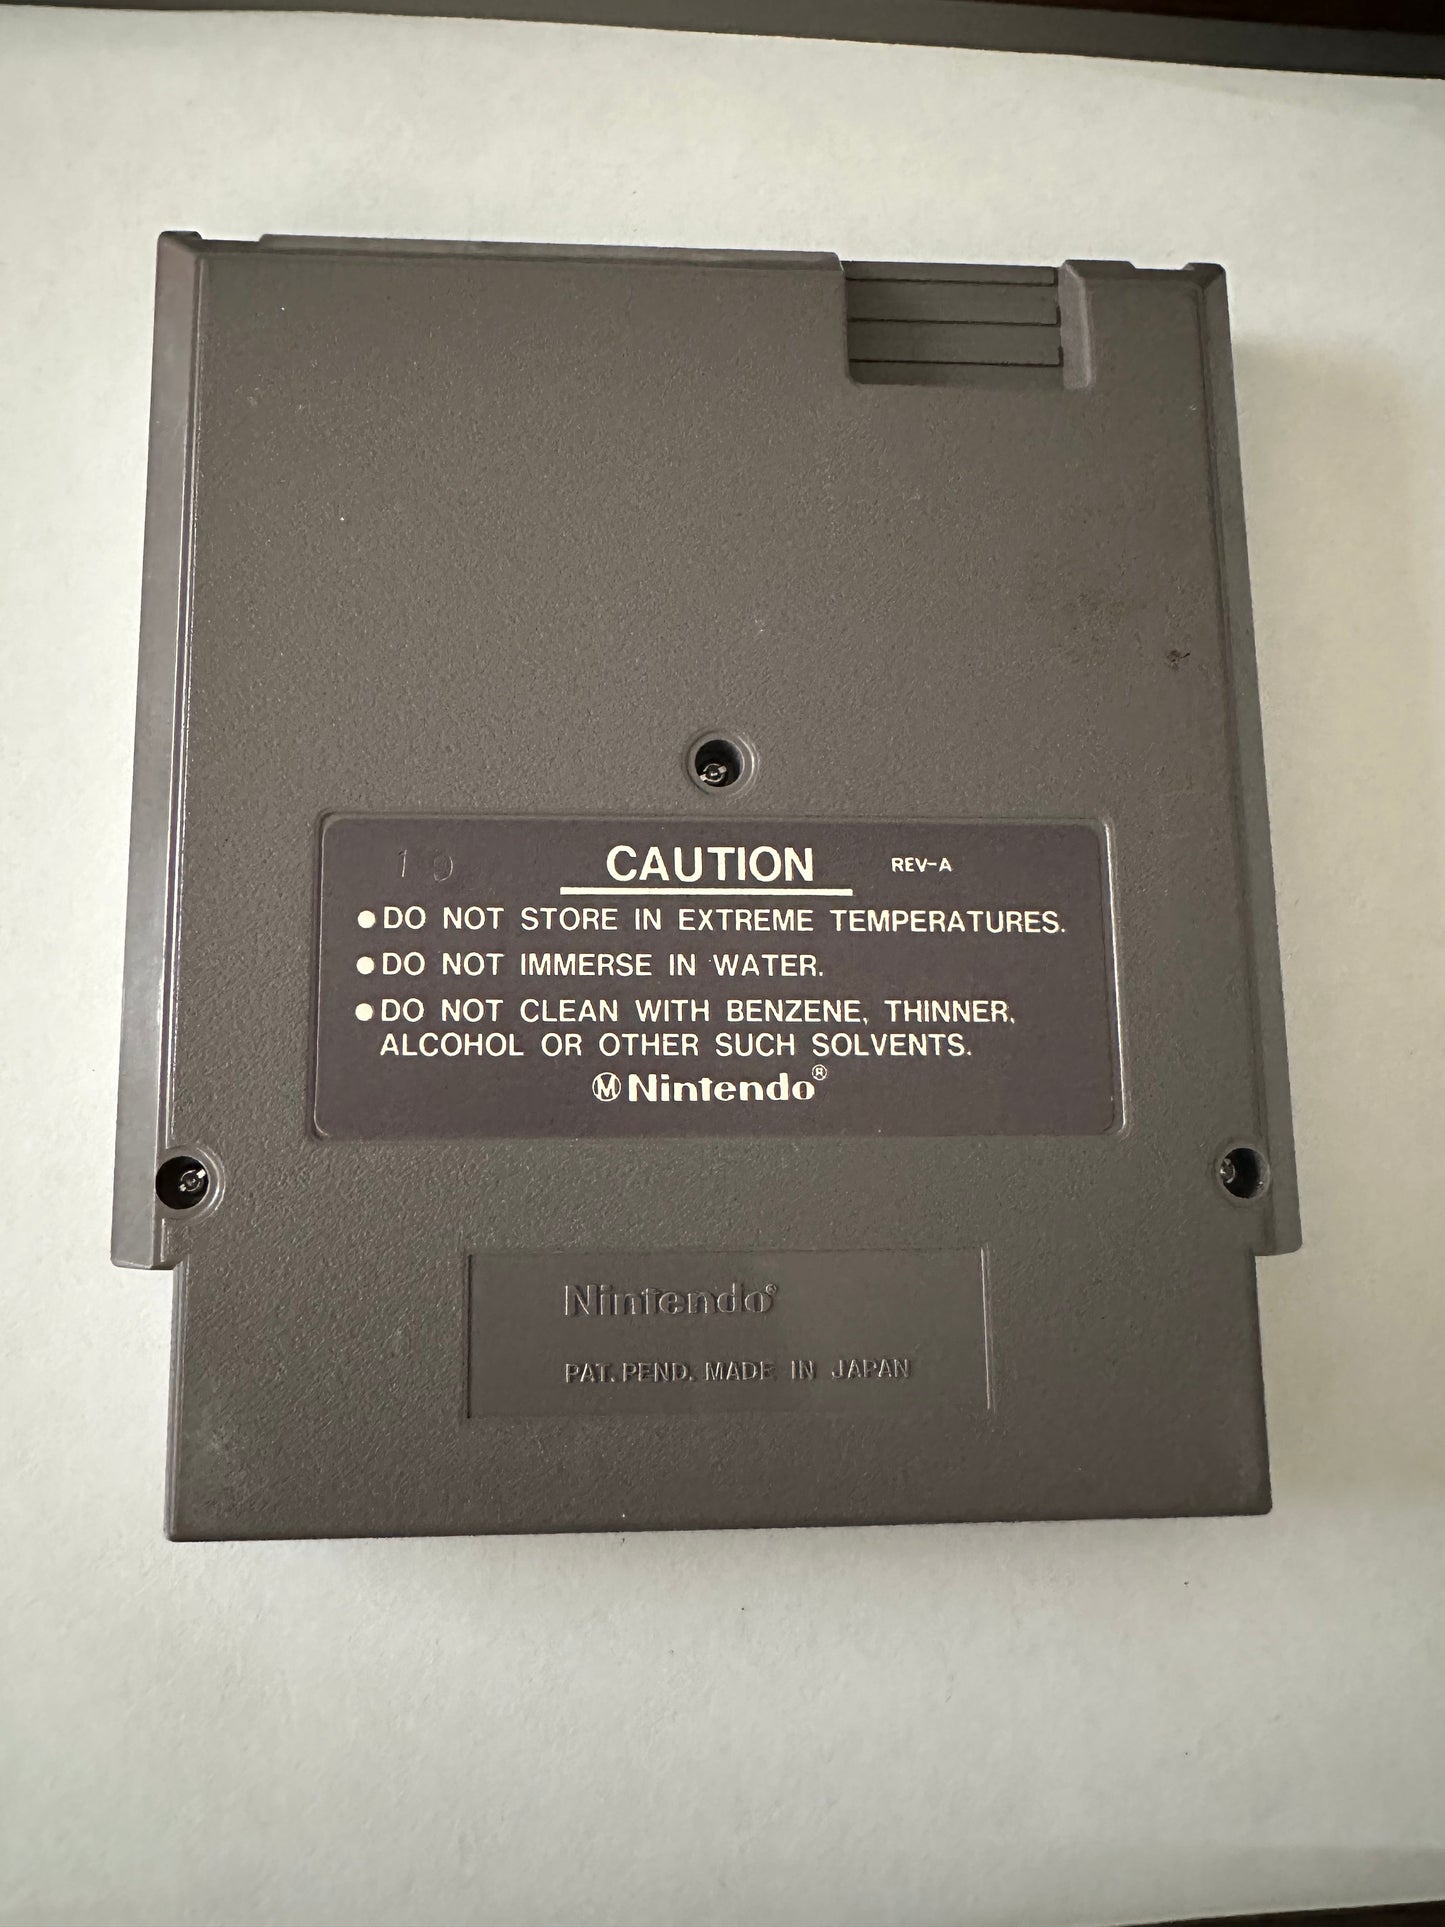 10
CAUTION REV-A
●DO NOT STORE IN EXTREME TEMPERATURES.
●DO NOT IMMERSE IN WATER.
●DO NOT CLEAN WITH BENZENE, THINNER,
ALCOHOL OR OTHER SUCH SOLVENTS.
Ⓜ Nintendo®
Nintendo®
PAT. PEND. MADE IN JAPAN